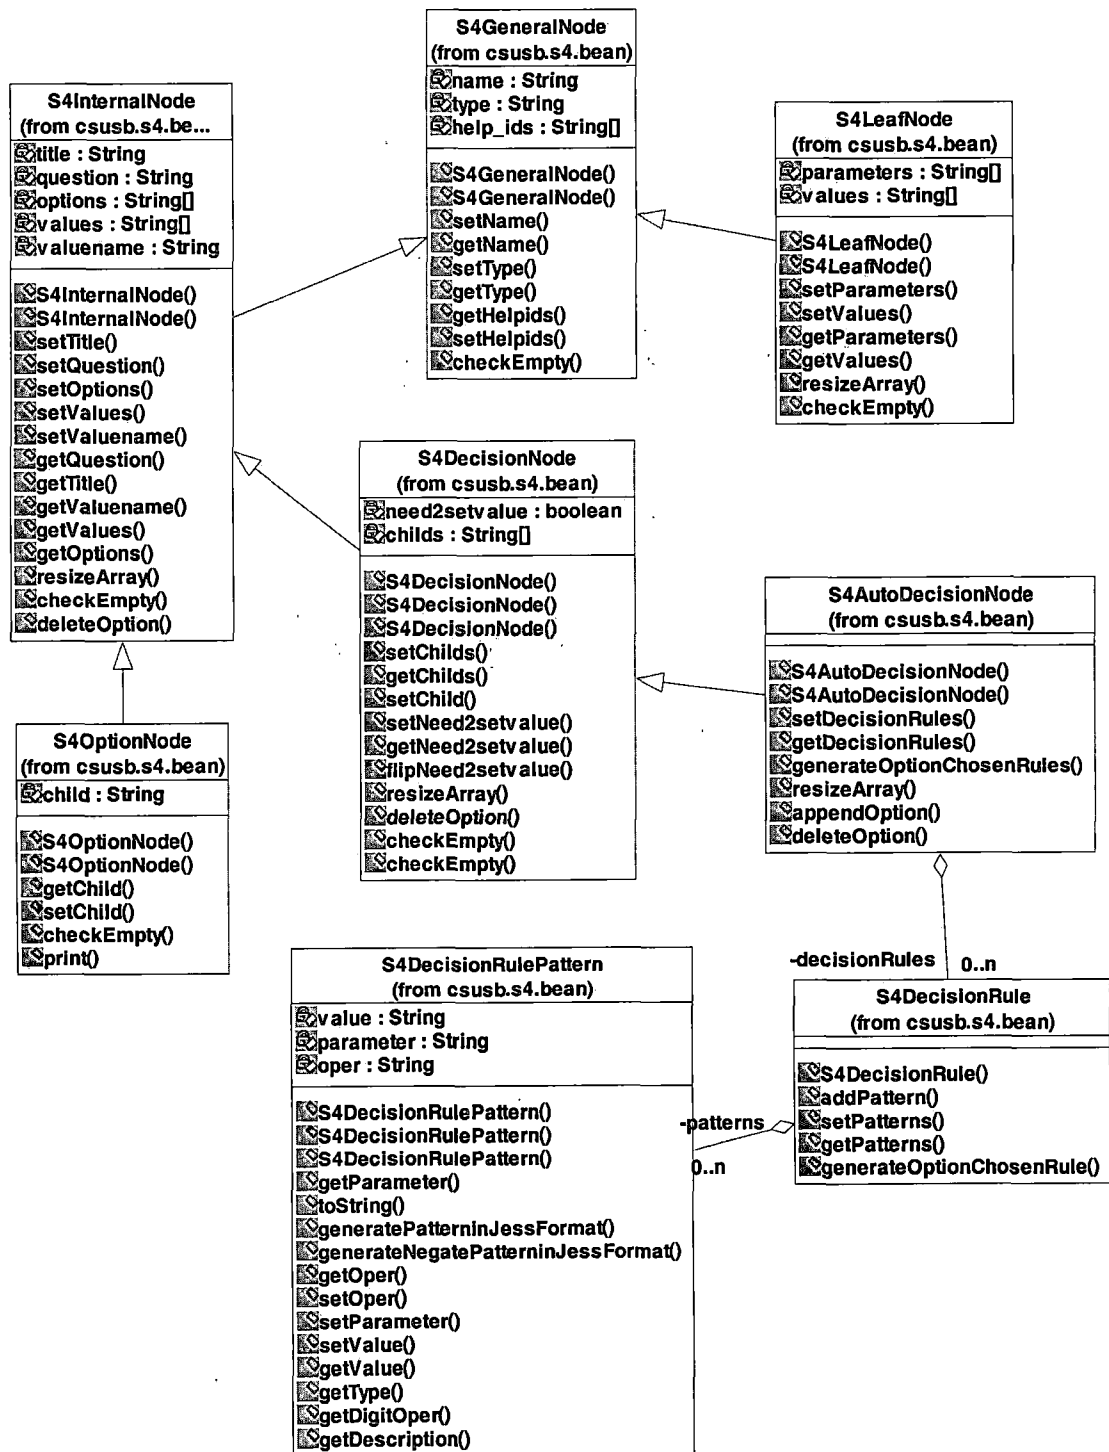 S4GeneralNode
(from csusb.s4.bean)
name : String
type : String
help_ids : String[]
S4GeneralNode()
S4GeneralNode()
setName()
getName()
setType()
getType()
getHelpids()
setHelpids()
checkEmpty()
S4InternalNode
(from csusb.s4.be...
title : String
question : String
options : String[]
values : String[]
valuename : String
S4InternalNode()
S4InternalNode()
setTitle()
setQuestion()
setOptions()
setValues()
setValuename()
getQuestion()
getTitle()
getValuename()
getValues()
getOptions()
resizeArray()
checkEmpty()
deleteOption()
S4LeafNode
(from csusb.s4.bean)
parameters : String[]
values : String[]
S4LeafNode()
S4LeafNode()
setParameters()
setValues()
getParameters()
getValues()
resizeArray()
checkEmpty()
S4DecisionNode
(from csusb.s4.bean)
need2setvalue : boolean
childs : String[]
S4DecisionNode()
S4DecisionNode()
S4DecisionNode()
setChilds()
getChilds()
setChild()
setNeed2setvalue()
getNeed2setvalue()
flipNeed2setvalue()
resizeArray()
deleteOption()
checkEmpty()
checkEmpty()
S4AutoDecisionNode
(from csusb.s4.bean)
S4AutoDecisionNode()
S4AutoDecisionNode()
setDecisionRules()
getDecisionRules()
generateOptionChosenRules()
resizeArray()
appendOption()
deleteOption()
S4OptionNode
(from csusb.s4.bean)
child : String
S4OptionNode()
S4OptionNode()
getChild()
setChild()
checkEmpty()
print()
-decisionRules
0..n
S4DecisionRule
(from csusb.s4.bean)
S4DecisionRule()
addPattern()
setPatterns()
getPatterns()
generateOptionChosenRule()
-patterns
0..n
S4DecisionRulePattern
(from csusb.s4.bean)
value : String
parameter : String
oper : String
S4DecisionRulePattern()
S4DecisionRulePattern()
S4DecisionRulePattern()
getParameter()
toString()
generatePatterninJessFormat()
generateNegatePatterninJessFormat()
getOper()
setOper()
setParameter()
setValue()
getValue()
getType()
getDigitOper()
getDescription()